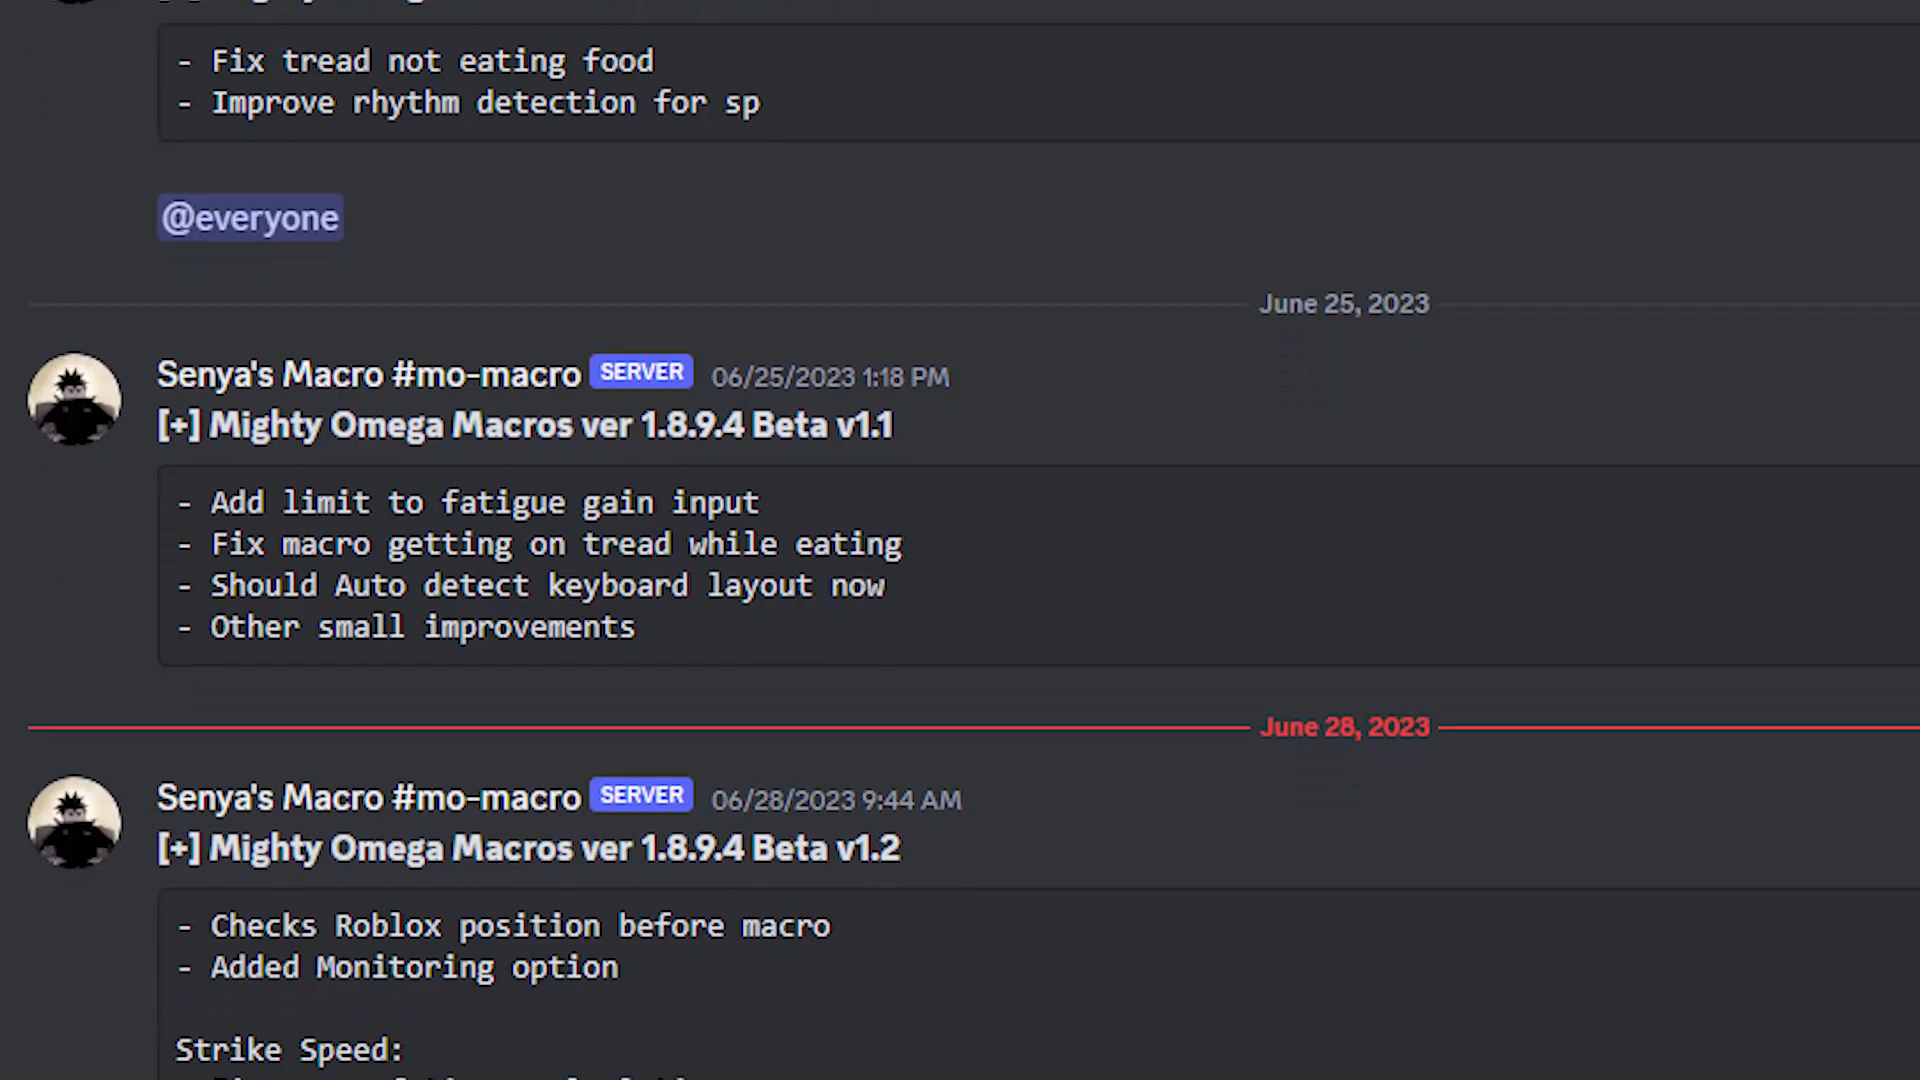 - Fix tread not eating food
- Improve rhythm detection for sp
@everyone
June 25, 2023
Senya's Macro #mo-macro SERVER 06/25/2023 1:18 PM
[+] Mighty Omega Macros ver 1.8.9.4 Beta v1.1
- Add limit to fatigue gain input
- Fix macro getting on tread while eating
- Should Auto detect keyboard layout now
- Other small improvements
June 28, 2023
Senya's Macro #mo-macro SERVER 06/28/2023 9:44 AM
[+] Mighty Omega Macros ver 1.8.9.4 Beta v1.2
- Checks Roblox position before macro
- Added Monitoring option
Strike Speed: